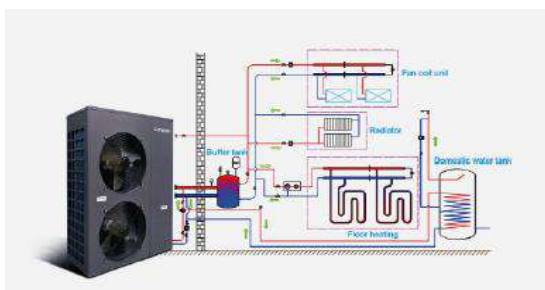 Fan coil unit
Radiator
Buffer tank
Domestic water tank
Floor heating